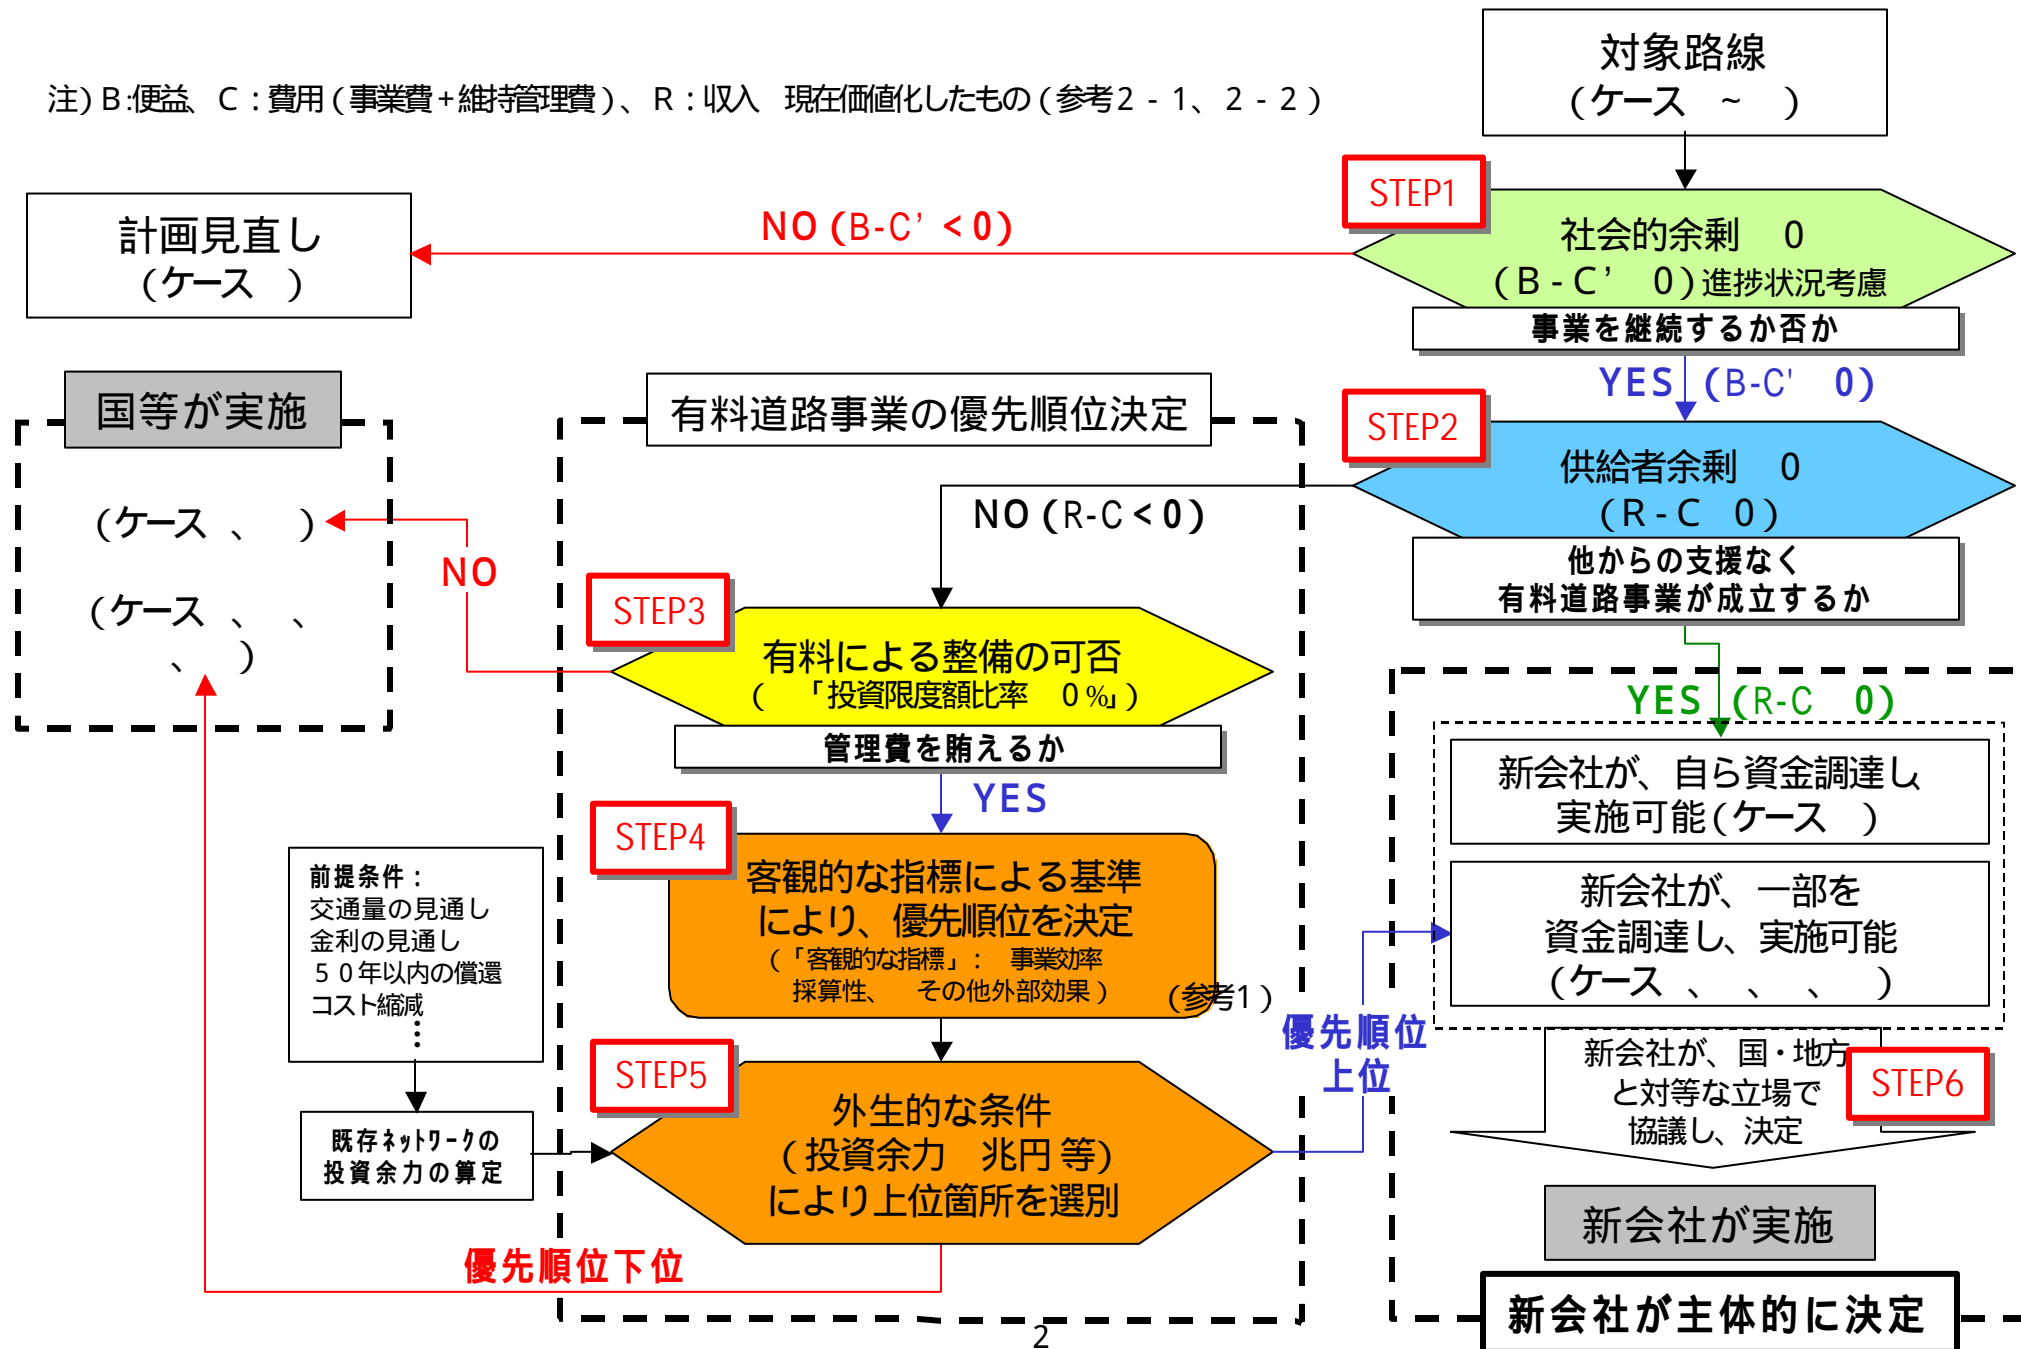 対象路線
(ケース ～ )
注) B:便益、C:費用(事業費+維持管理費)、R:収入 現在価値化したもの(参考2-1、2-2)
STEP1
社会的余剰 0
(B-C' 0)進捗状況考慮
事業を継続するか否か
NO (B-C' <0)
計画見直し
(ケース )
YES (B-C' 0)
STEP2
供給者余剰 0
(R-C 0)
他からの支援なく
有料道路事業が成立するか
国等が実施
(ケース 、 )
(ケース 、 、
、 )
有料道路事業の優先順位決定
NO (R-C<0)
NO
STEP3
有料による整備の可否
( 「投資限度額比率 0%」)
管理費を賄えるか
YES
STEP4
客観的な指標による基準
により、優先順位を決定
(「客観的な指標」: 事業効率
採算性、 その他外部効果)
(参考1)
前提条件:
交通量の見通し
金利の見通し
50年以内の償還
コスト縮減
⋮
既存ネットワークの
投資余力の算定
STEP5
外生的な条件
(投資余力 兆円等)
により上位箇所を選別
優先順位下位
優先順位
上位
YES (R-C 0)
新会社が、自ら資金調達し、
実施可能(ケース )
新会社が、一部を
資金調達し、実施可能
(ケース 、 、 、 )
新会社が、国・地方
と対等な立場で
協議し、決定
STEP6
新会社が実施
新会社が主体的に決定
2